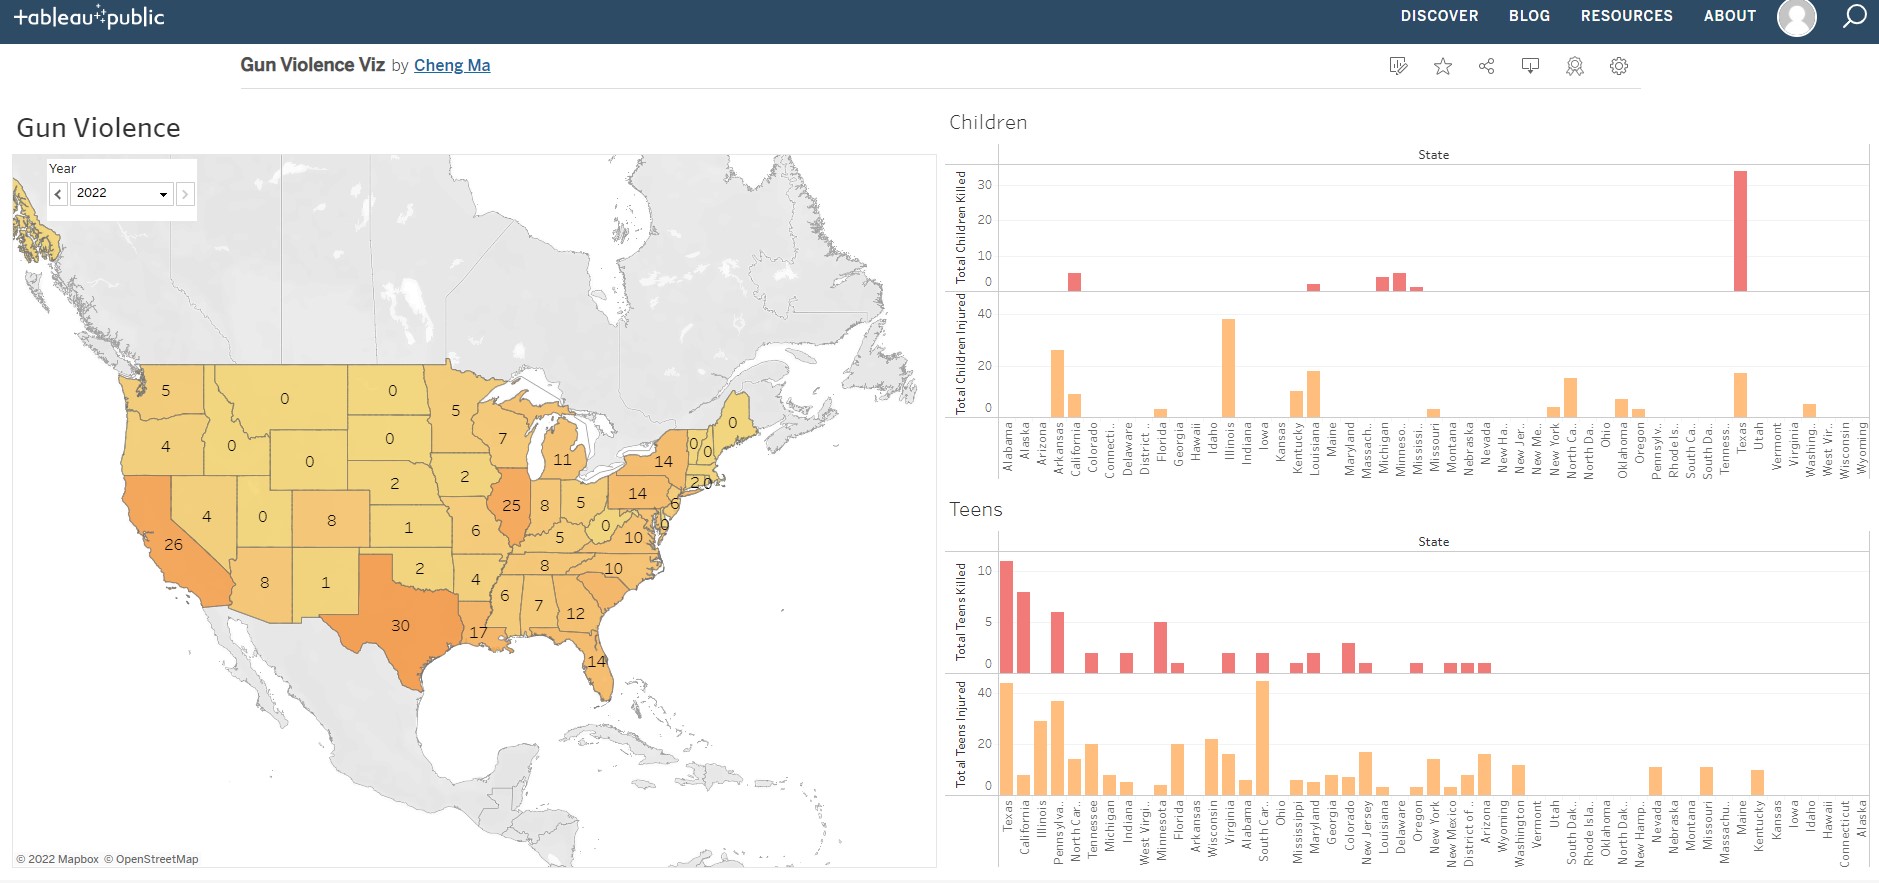 +ableau public
DISCOVER BLOG RESOURCES ABOUT
Gun Violence Viz by Cheng Ma
Gun Violence
Year
2022
5
0
0
5
0
4
0
0
7
0
11
14
0
0
2
2
2
0
25
8
5
14
6
4
0
8
1
6
0
0
26
5
10
8
1
2
4
8
10
6
7
12
30
17
14
© 2022 Mapbox © OpenStreetMap
Children
State
Total Children Killed
30
20
10
0
Total Children Injured
40
20
0
Alabama
Alaska
Arizona
Arkansas
California
Colorado
Connecti..
Delaware
District ..
Florida
Georgia
Hawaii
Idaho
Illinois
Indiana
Iowa
Kansas
Kentucky
Louisiana
Maine
Maryland
Massach..
Michigan
Minneso..
Mississi..
Missouri
Montana
Nebraska
Nevada
New Ha..
New Jer..
New Me..
New York
North Ca..
North Da..
Ohio
Oklahoma
Oregon
Pennsylv..
Rhode Is..
South Ca..
South Da..
Tenness..
Texas
Utah
Vermont
Virginia
Washing..
West Vir..
Wisconsin
Wyoming
Teens
State
Total Teens Killed
10
5
0
Total Teens Injured
40
20
0
Texas
California
Illinois
Pennsylva..
North Car..
Tennessee
Michigan
Indiana
West Virgi..
Minnesota
Florida
Arkansas
Wisconsin
Virginia
Alabama
South Car..
Ohio
Mississippi
Maryland
Georgia
Colorado
New Jersey
Louisiana
Delaware
Oregon
New York
New Mexico
District of ..
Arizona
Wyoming
Washington
Vermont
Utah
South Dak..
Rhode Isla..
Oklahoma
North Dak..
New Hamp..
Nevada
Nebraska
Montana
Missouri
Massachu..
Maine
Kentucky
Kansas
Iowa
Idaho
Hawaii
Connecticut
Alaska